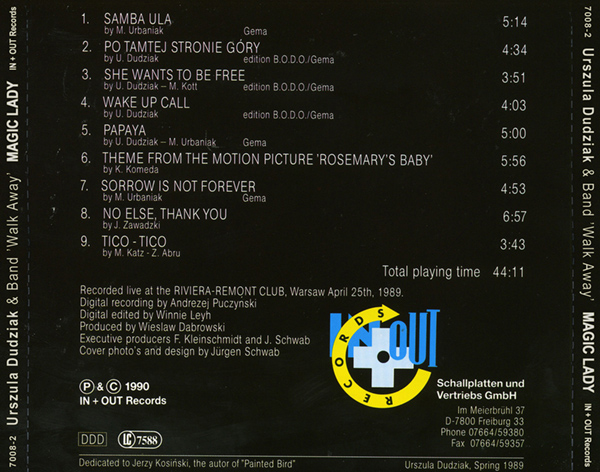 1. SAMBA ULA 5:14
by M. Urbaniak Gema
2. PO TAMTEJ STRONIE GÓRY 4:34
by U. Dudziak edition B.O.D.O./Gema
3. SHE WANTS TO BE FREE 3:51
by U. Dudziak – M. Kott edition B.O.D.O./Gema
4. WAKE UP CALL 4:03
by U. Dudziak edition B.O.D.O./Gema
5. PAPAYA 5:00
by U. Dudziak – M. Urbaniak Gema
6. THEME FROM THE MOTION PICTURE 'ROSEMARY'S BABY' 5:56
by K. Komeda
7. SORROW IS NOT FOREVER 4:53
by M. Urbaniak Gema
8. NO ELSE, THANK YOU 6:57
by J. Zawadzki
9. TICO - TICO 3:43
by M. Katz - Z. Abru
Total playing time 44:11
Recorded live at the RIVIERA-REMONT CLUB, Warsaw April 25th, 1989.
Digital recording by Andrezej Puczyński
Digital edited by Winnie Leyh
Produced by Wieslaw Dabrowski
Executive producers F. Kleinschmidt and J. Schwab
Cover photo's and design by Jürgen Schwab
IN + OUT
RECORDS
Ⓟ & © 1990
IN + OUT Records
Schallplatten und
Vertriebs GmbH
Im Meierbrühl 37
D-7800 Freiburg 33
Phone 07664/59380
Fax 07664/59357
DDD
LC 7588
Dedicated to Jerzy Kosiński, the autor of "Painted Bird"
Urszula Dudziak, Spring 1989
7008-2 Urszula Dudziak & Band 'Walk Away' MAGIC LADY IN + OUT Records
7008-2 Urszula Dudziak & Band 'Walk Away' MAGIC LADY IN + OUT Records